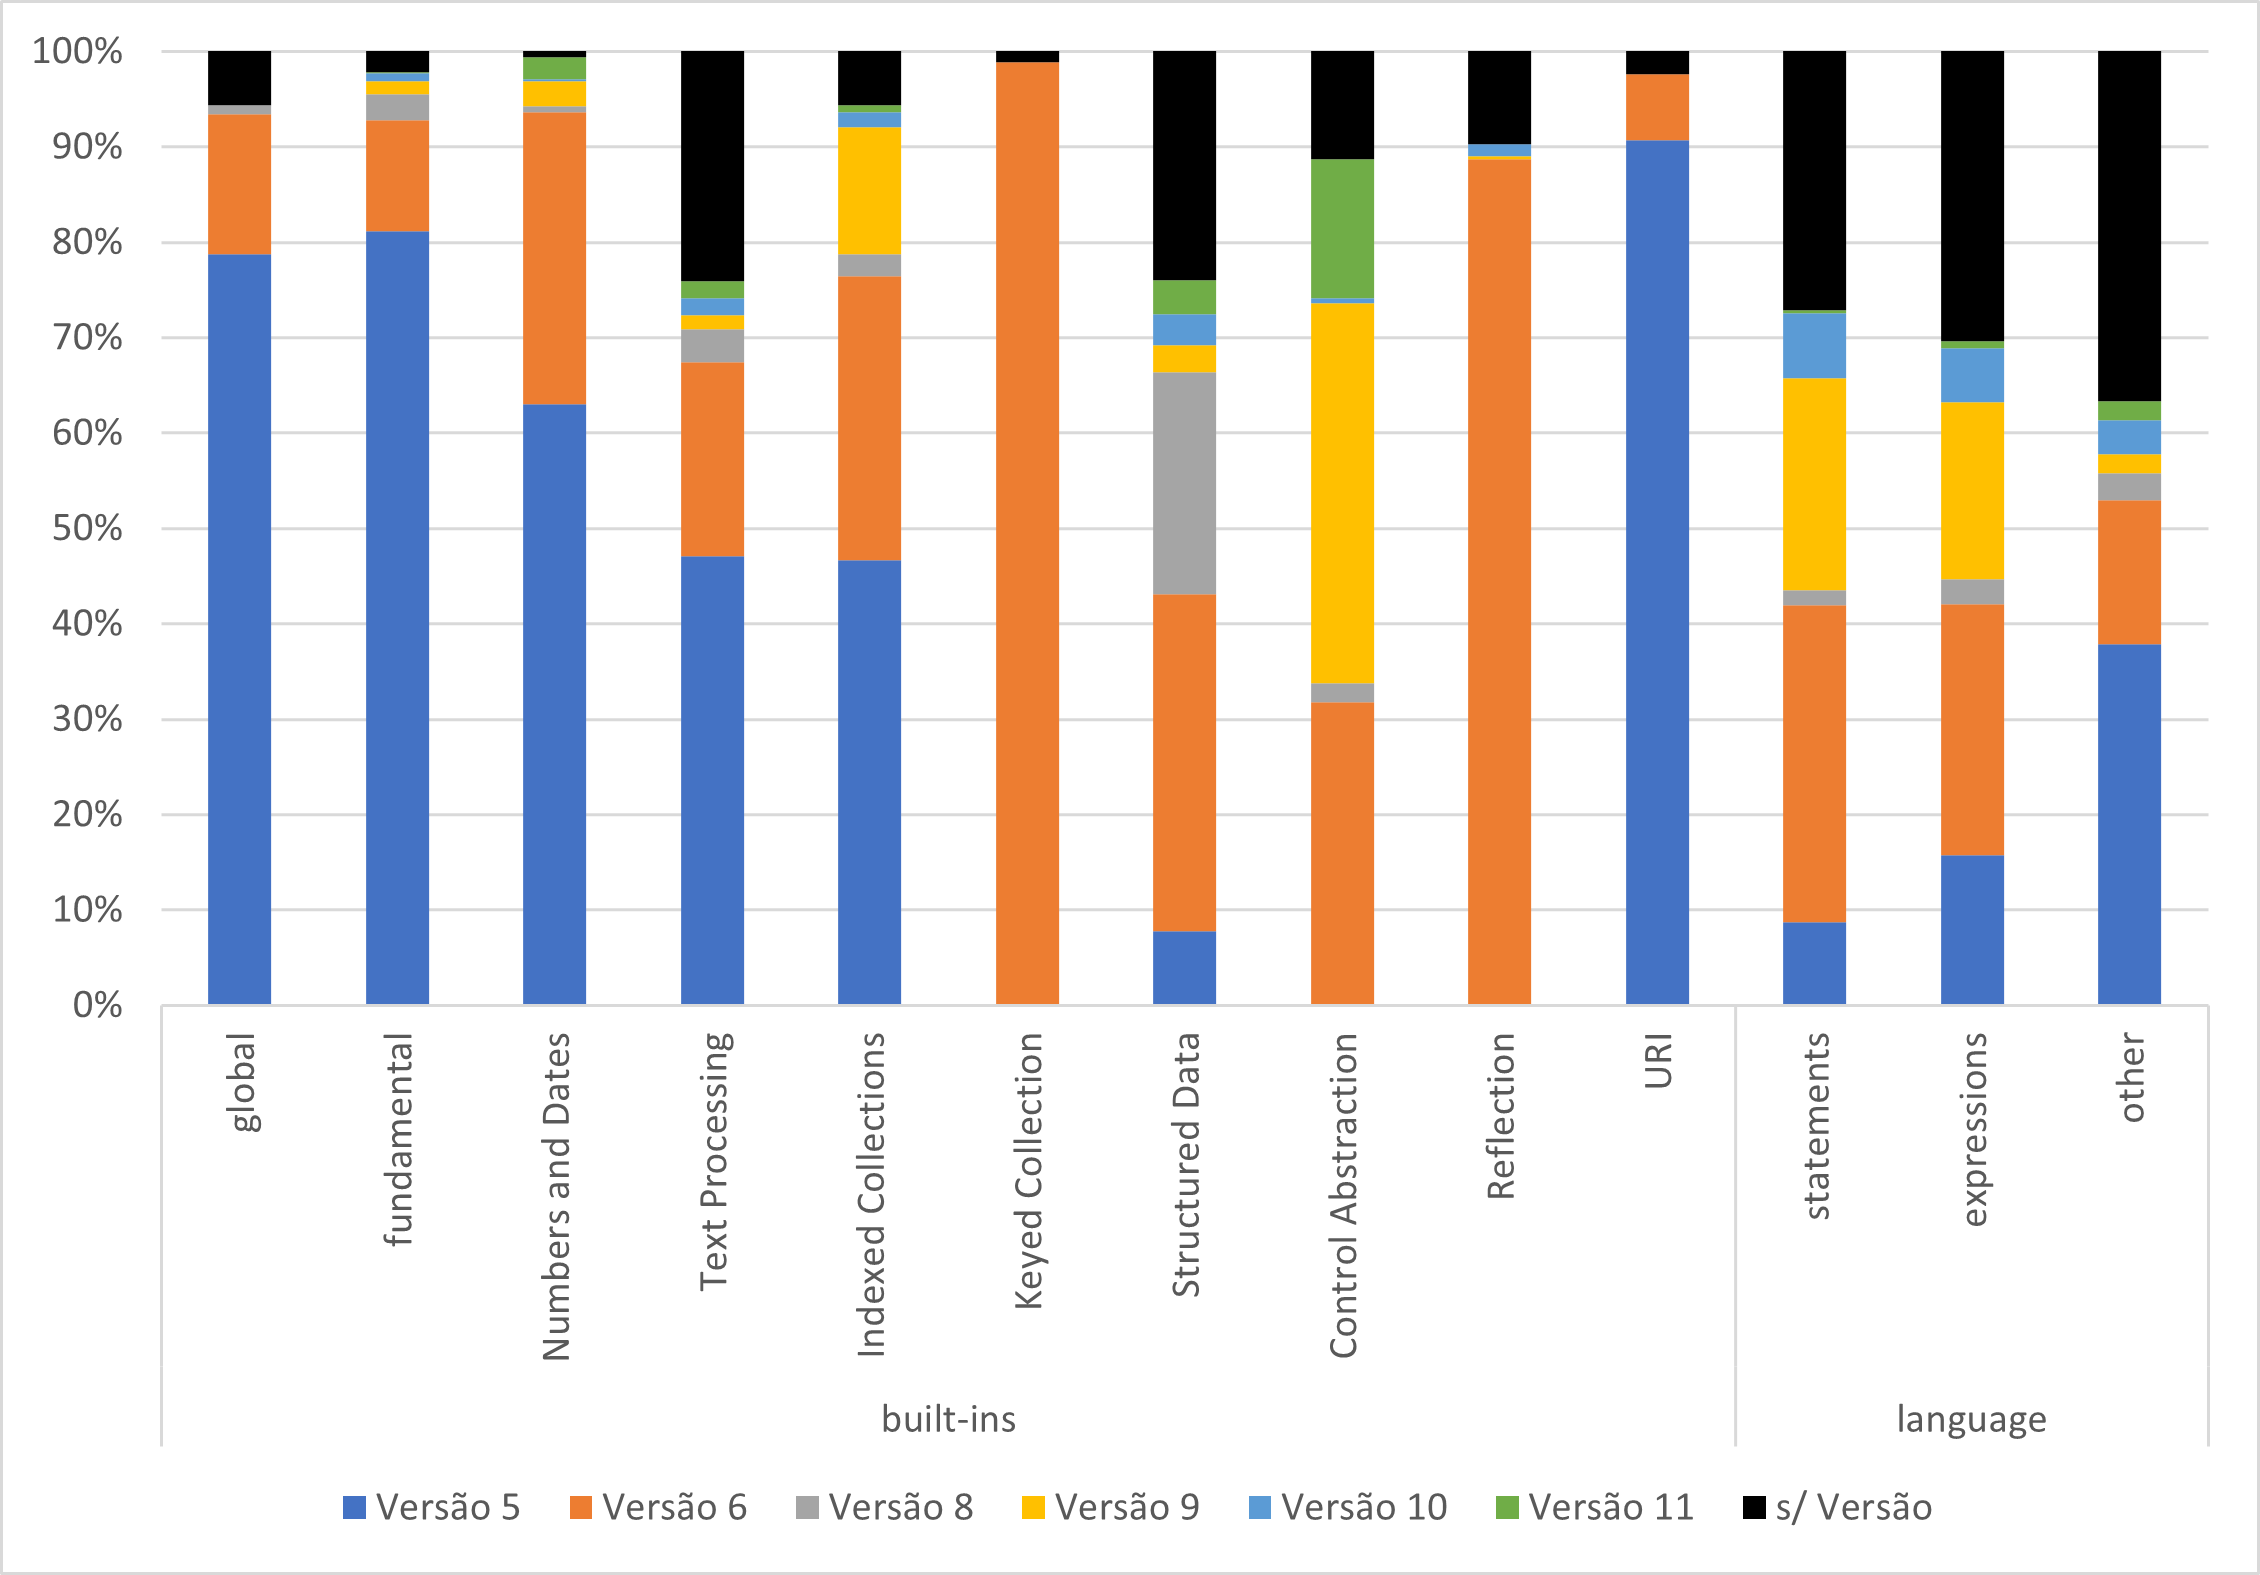 100%
90%
80%
70%
60%
50%
40%
30%
20%
10%
0%
global
fundamental
Numbers and Dates
Text Processing
Indexed Collections
Keyed Collection
Structured Data
Control Abstraction
Reflection
URI
statements
expressions
other
built-ins
language
Versão 5
Versão 6
Versão 8
Versão 9
Versão 10
Versão 11
s/ Versão